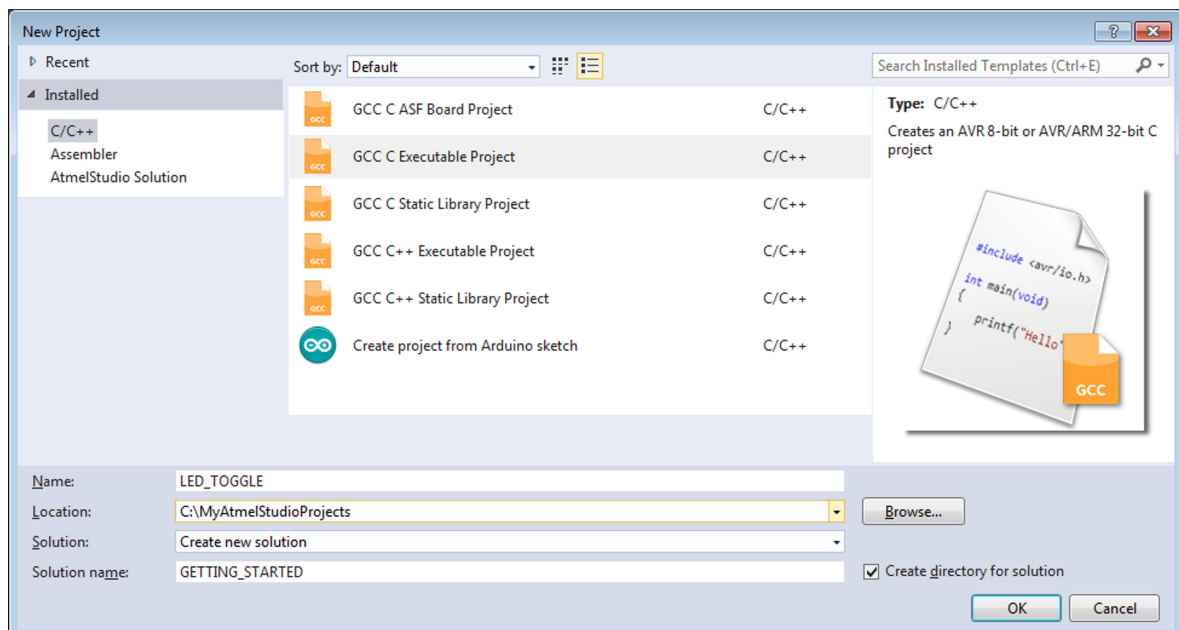 New Project
Recent
Installed
C/C++
Assembler
AtmelStudio Solution
Sort by: Default
Search Installed Templates (Ctrl+E)
GCC GCC C ASF Board Project C/C++
GCC GCC C Executable Project C/C++
GCC GCC C Static Library Project C/C++
GCC GCC C++ Executable Project C/C++
GCC GCC C++ Static Library Project C/C++
Create project from Arduino sketch C/C++
Type: C/C++
Creates an AVR 8-bit or AVR/ARM 32-bit C
project
#include <avr/io.h>
int main(void)
{
printf("Hello"
}
GCC
Name: LED_TOGGLE
Location: C:\MyAtmelStudioProjects
Browse...
Solution: Create new solution
Solution name: GETTING_STARTED
Create directory for solution
OK Cancel